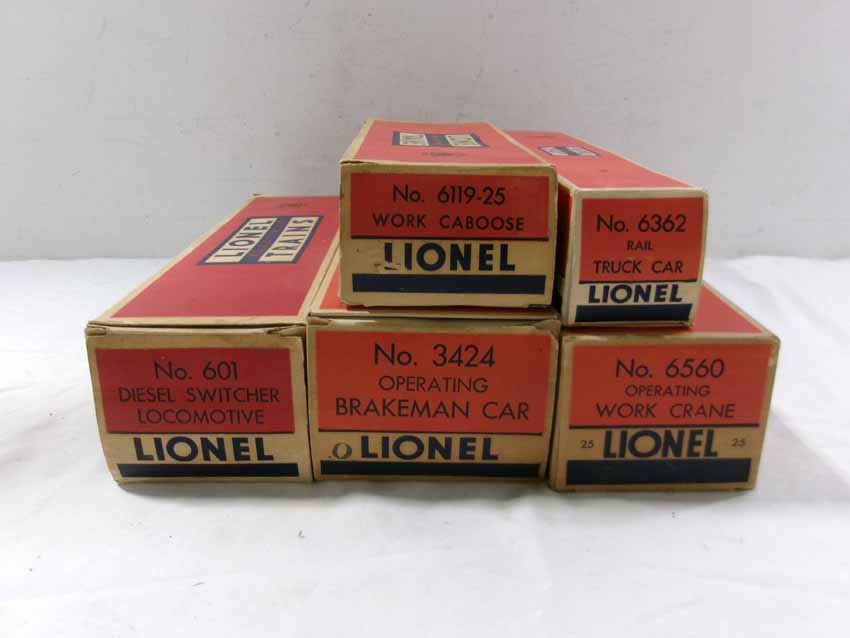 No. 6119-25
WORK CABOOSE
LIONEL
No. 6362
RAIL
TRUCK CAR
LIONEL
LIONEL
TRAINS
No. 601
DIESEL SWITCHER
LOCOMOTIVE
LIONEL
No. 3424
OPERATING
BRAKEMAN CAR
O LIONEL
No. 6560
OPERATING
WORK CRANE
25 LIONEL 25